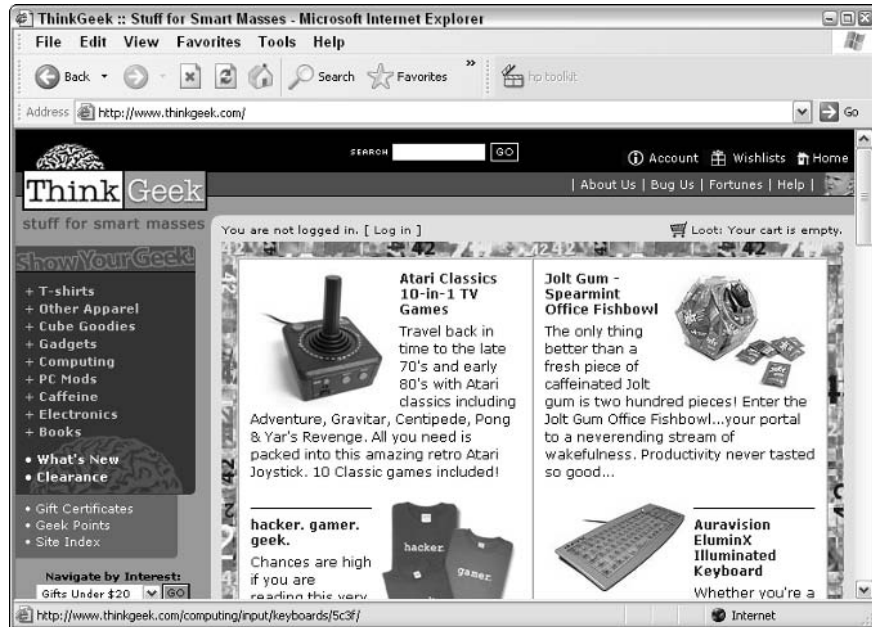 ThinkGeek :: Stuff for Smart Masses - Microsoft Internet Explorer
File Edit View Favorites Tools Help
Back Search Favorites » hp toolkit
Address http://www.thinkgeek.com/ Go
SEARCH GO
Account Wishlists Home
ThinkGeek
| About Us | Bug Us | Fortunes | Help |
stuff for smart masses
You are not logged in. [ Log in ]
Loot: Your cart is empty.
ShowYourGeek!
+ T-shirts
+ Other Apparel
+ Cube Goodies
+ Gadgets
+ Computing
+ PC Mods
+ Caffeine
+ Electronics
+ Books
• What's New
• Clearance
• Gift Certificates
• Geek Points
• Site Index
Navigate by Interest:
Gifts Under $20 GO
Atari Classics
10-in-1 TV
Games
Travel back in
time to the late
70's and early
80's with Atari
classics including
Adventure, Gravitar, Centipede, Pong
& Yar's Revenge. All you need is
packed into this amazing retro Atari
Joystick. 10 Classic games included!
Jolt Gum -
Spearmint
Office Fishbowl
The only thing
better than a
fresh piece of
caffeinated Jolt
gum is two hundred pieces! Enter the
Jolt Gum Office Fishbowl...your portal
to a neverending stream of
wakefulness. Productivity never tasted
so good...
hacker. gamer.
geek.
Chances are high
if you are
reading this very
hacker.
gamer.
Auravision
EluminX
Illuminated
Keyboard
Whether you're a
http://www.thinkgeek.com/computing/input/keyboards/5c3f/
Internet